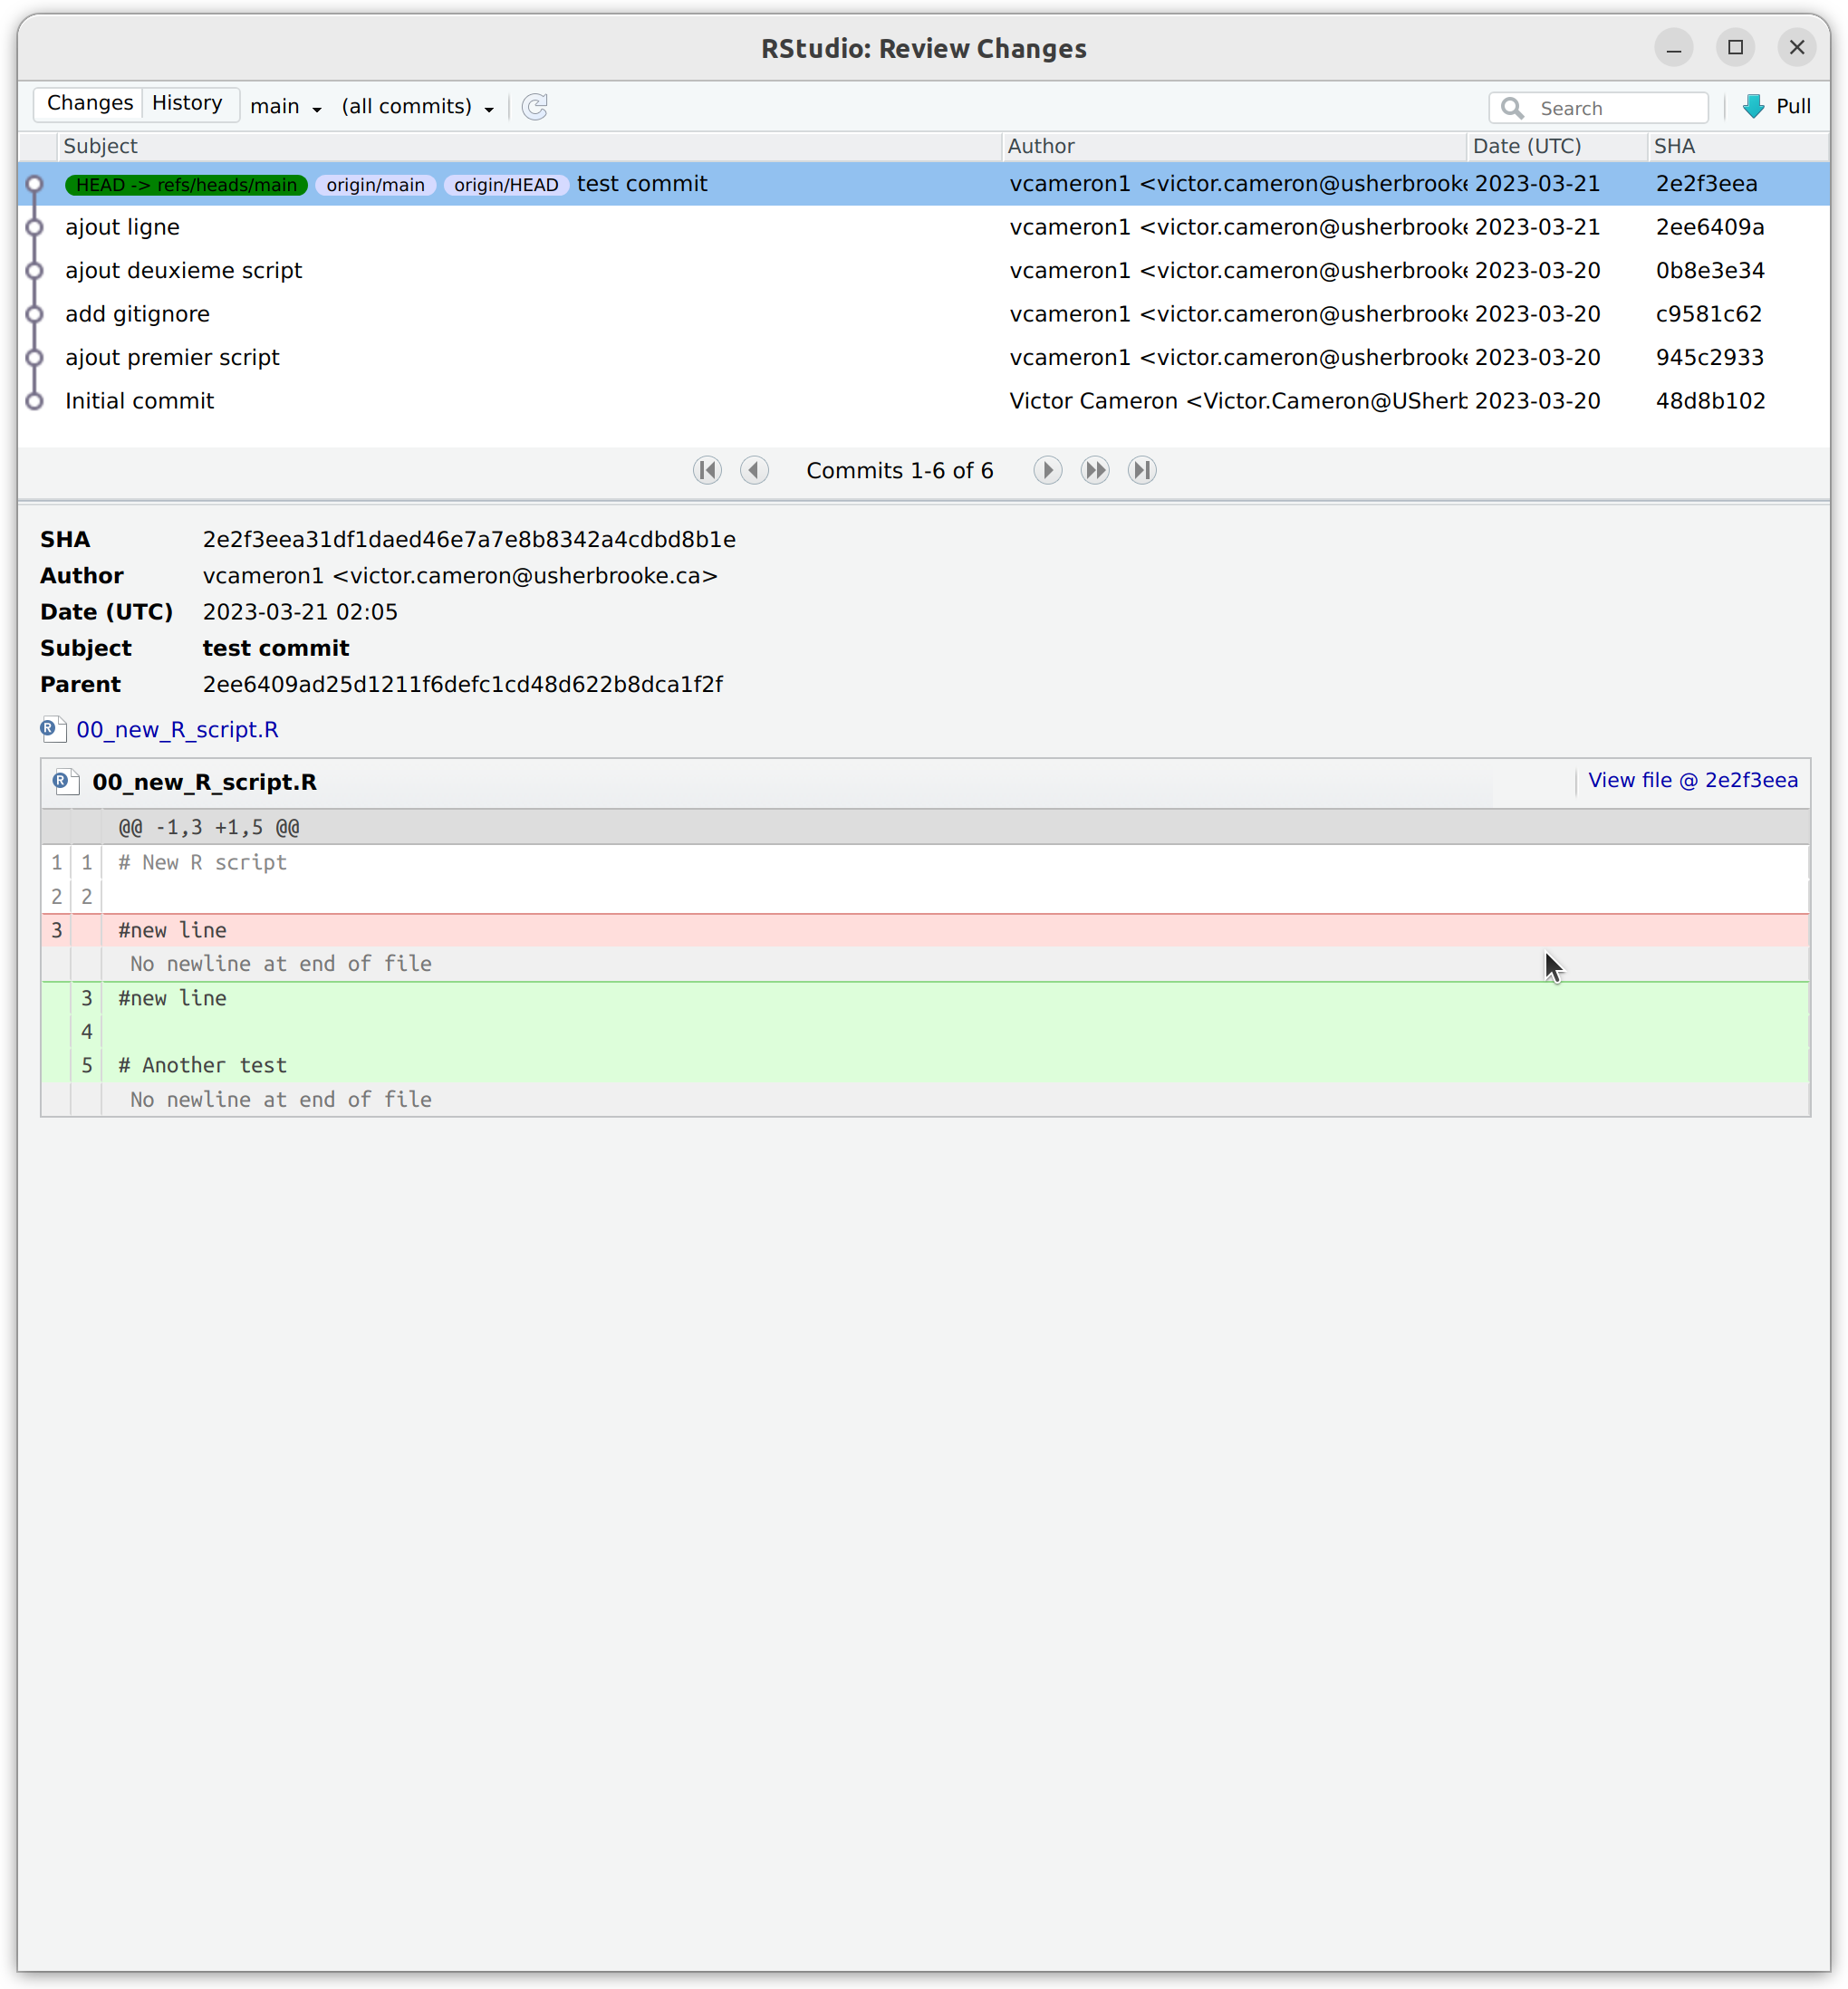 RStudio: Review Changes
Changes History main (all commits) Search Pull
Subject Author Date (UTC) SHA
HEAD -> refs/heads/main origin/main origin/HEAD test commit vcameron1 <victor.cameron@usherbrooke 2023-03-21 2e2f3eea
ajout ligne vcameron1 <victor.cameron@usherbrooke 2023-03-21 2ee6409a
ajout deuxieme script vcameron1 <victor.cameron@usherbrooke 2023-03-20 0b8e3e34
add gitignore vcameron1 <victor.cameron@usherbrooke 2023-03-20 c9581c62
ajout premier script vcameron1 <victor.cameron@usherbrooke 2023-03-20 945c2933
Initial commit Victor Cameron <Victor.Cameron@USherb 2023-03-20 48d8b102
Commits 1-6 of 6
SHA 2e2f3eea31df1daed46e7a7e8b8342a4cdbd8b1e
Author vcameron1 <victor.cameron@usherbrooke.ca>
Date (UTC) 2023-03-21 02:05
Subject test commit
Parent 2ee6409ad25d1211f6defc1cd48d622b8dca1f2f
00_new_R_script.R
00_new_R_script.R View file @ 2e2f3eea
@@ -1,3 +1,5 @@
1 1 # New R script
2 2
3 #new line
No newline at end of file
3 #new line
4
5 # Another test
No newline at end of file